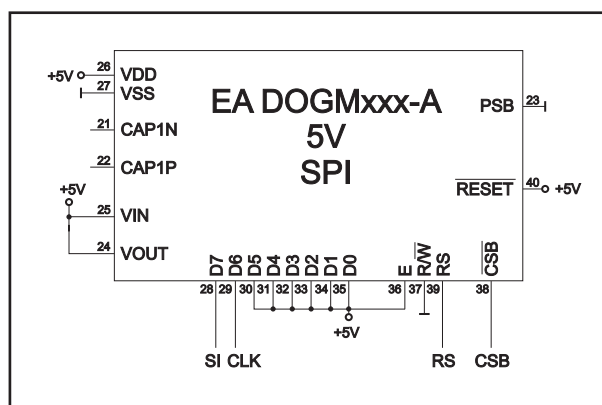 EA DOGMxxx-A
5V
SPI
+5V 26 VDD
27 VSS
21 CAP1N
22 CAP1P
+5V
25 VIN
24 VOUT
23 PSB
40 RESET +5V
D7 D6 D5 D4 D3 D2 D1 D0 E R/W RS CSB
28 29 30 31 32 33 34 35 36 37 39 38
+5V
SI CLK RS CSB